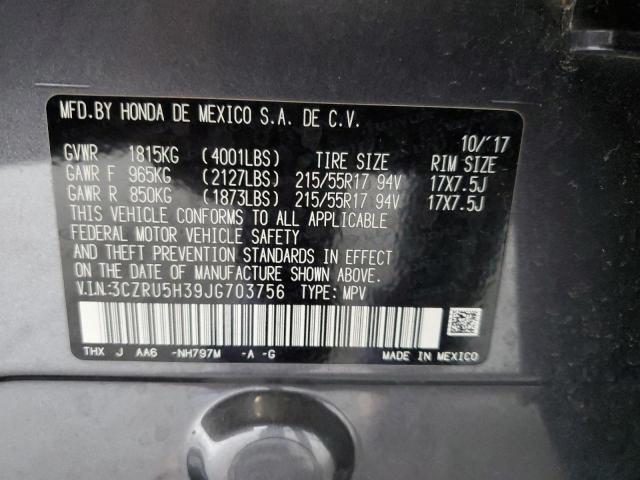 MFD.BY HONDA DE MEXICO S.A. DE C.V.
10/'17
GVWR 1815KG (4001LBS) TIRE SIZE RIM SIZE
GAWR F 965KG (2127LBS) 215/55R17 94V 17X7.5J
GAWR R 850KG (1873LBS) 215/55R17 94V 17X7.5J
THIS VEHICLE CONFORMS TO ALL APPLICABLE
FEDERAL MOTOR VEHICLE SAFETY
AND THEFT PREVENTION STANDARDS IN EFFECT
ON THE DATE OF MANUFACTURE SHOWN ABOVE.
V.I.N.:3CZRU5H39JG703756 TYPE: MPV
THX J AA6 -NH797M -A -G MADE IN MEXICO